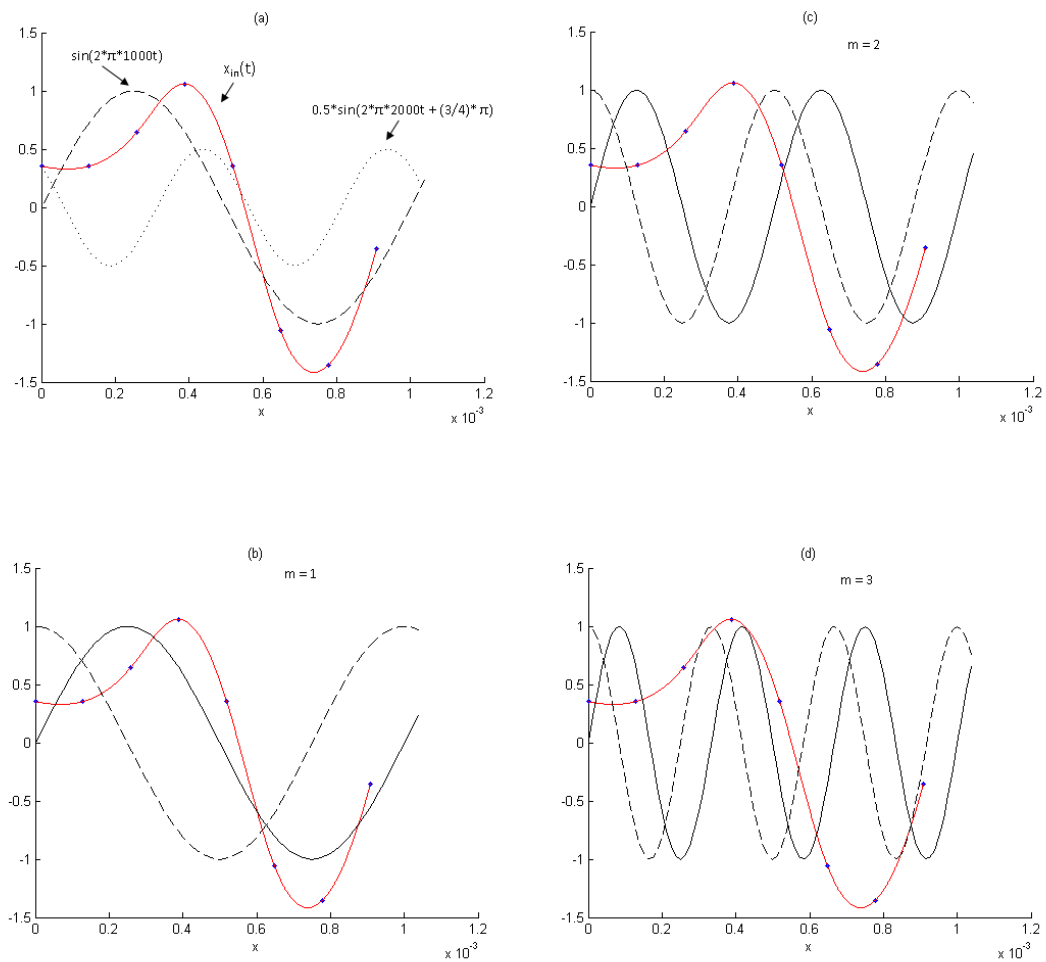 (a)
1.5
1
0.5
0
-0.5
-1
-1.5
0 0.2 0.4 0.6 0.8 1 1.2
x
x 10^-3
sin(2*π*1000t)
x_in(t)
0.5*sin(2*π*2000t + (3/4)* π)
(c)
m = 2
1.5
1
0.5
0
-0.5
-1
-1.5
0 0.2 0.4 0.6 0.8 1 1.2
x
x 10^-3
(b)
m = 1
1.5
1
0.5
0
-0.5
-1
-1.5
0 0.2 0.4 0.6 0.8 1 1.2
x
x 10^-3
(d)
m = 3
1.5
1
0.5
0
-0.5
-1
-1.5
0 0.2 0.4 0.6 0.8 1 1.2
x
x 10^-3